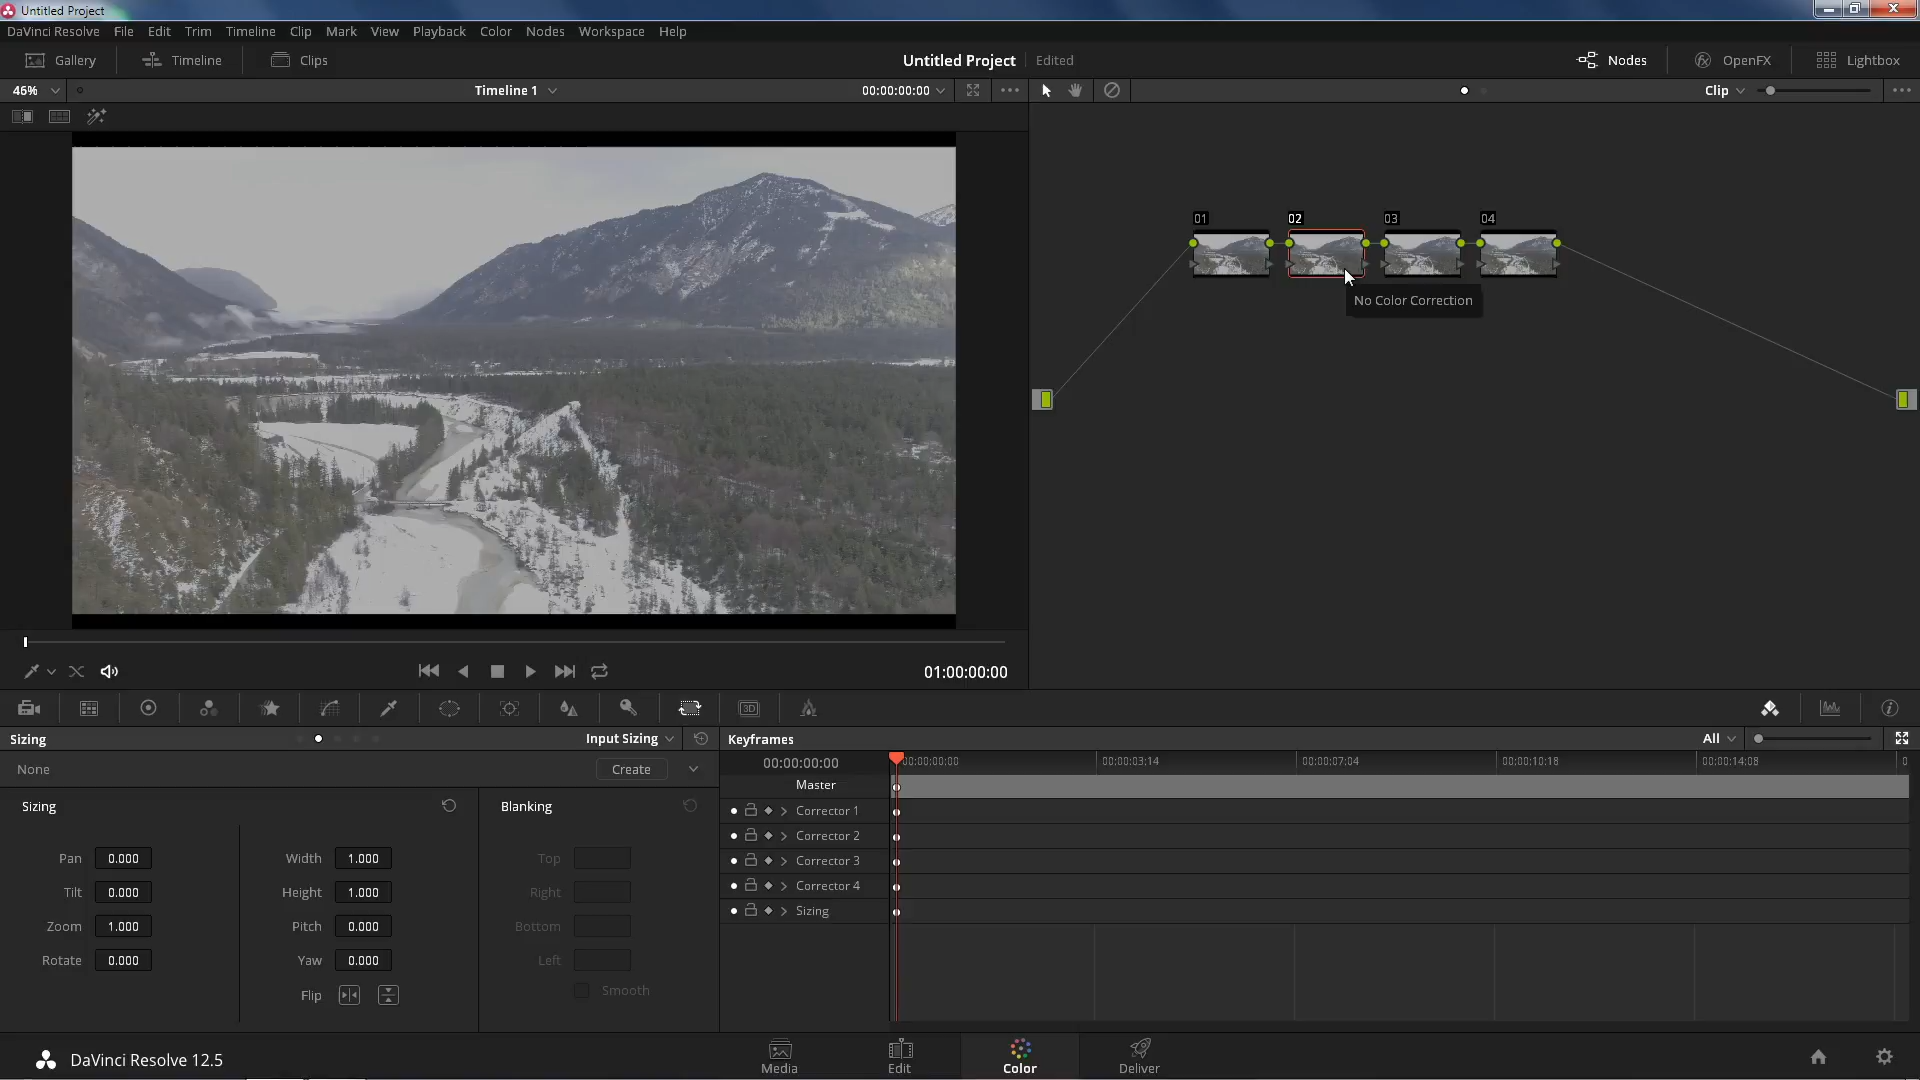 Untitled Project
DaVinci Resolve File Edit Trim Timeline Clip Mark View Playback Color Nodes Workspace Help
Gallery Timeline Clips Untitled Project Edited Nodes OpenFX Lightbox
46% Timeline 1 00:00:00:00 Clip
01 02 03 04
No Color Correction
01:00:00:00
3D
Sizing Input Sizing Keyframes All
None Create 00:00:00:00 00:00:00:00 00:00:03:14 00:00:07:04 00:00:10:18 00:00:14:08 0
Master
Sizing Blanking Corrector 1
Corrector 2
Pan 0.000 Width 1.000 Top Corrector 3
Tilt 0.000 Height 1.000 Right Corrector 4
Zoom 1.000 Pitch 0.000 Bottom Sizing
Rotate 0.000 Yaw 0.000 Left
Flip Smooth
DaVinci Resolve 12.5 Media Edit Color Deliver